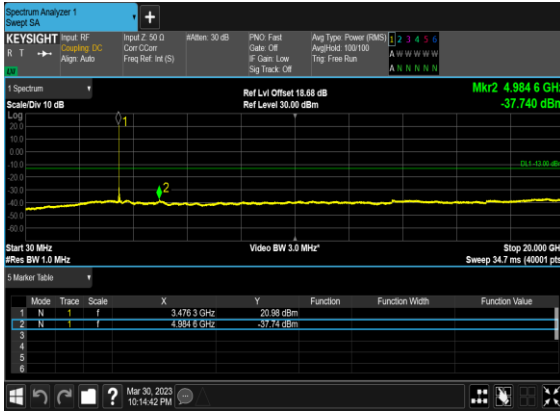 Spectrum Analyzer 1
Swept SA
+
KEYSIGHT Input: RF Input Z: 50 Ω #Atten: 30 dB PNO: Fast Avg Type: Power (RMS) 1 2 3 4 5 6
R T Coupling: DC Corr CCorr Gate: Off Avg|Hold: 100/100 A W W W W W
Align: Auto Freq Ref: Int (S) IF Gain: Low Trig: Free Run
Sig Track: Off A N N N N N
1 Spectrum Ref Lvl Offset 18.68 dB Mkr2 4.984 6 GHz
Scale/Div 10 dB Ref Level 30.00 dBm -37.740 dBm
Log
1
20.0
10.0
0.00
-10.0 DL1 -13.00 dBm
-20.0
-30.0 2
-40.0
-50.0
-60.0
Start 30 MHz Video BW 3.0 MHz* Stop 20.000 GHz
#Res BW 1.0 MHz Sweep 34.7 ms (40001 pts)
5 Marker Table
Mode Trace Scale X Y Function Function Width Function Value
1 N 1 f 3.476 3 GHz 20.98 dBm
2 N 1 f 4.984 6 GHz -37.74 dBm
3
4
5
6
? Mar 30, 2023
10:14:42 PM